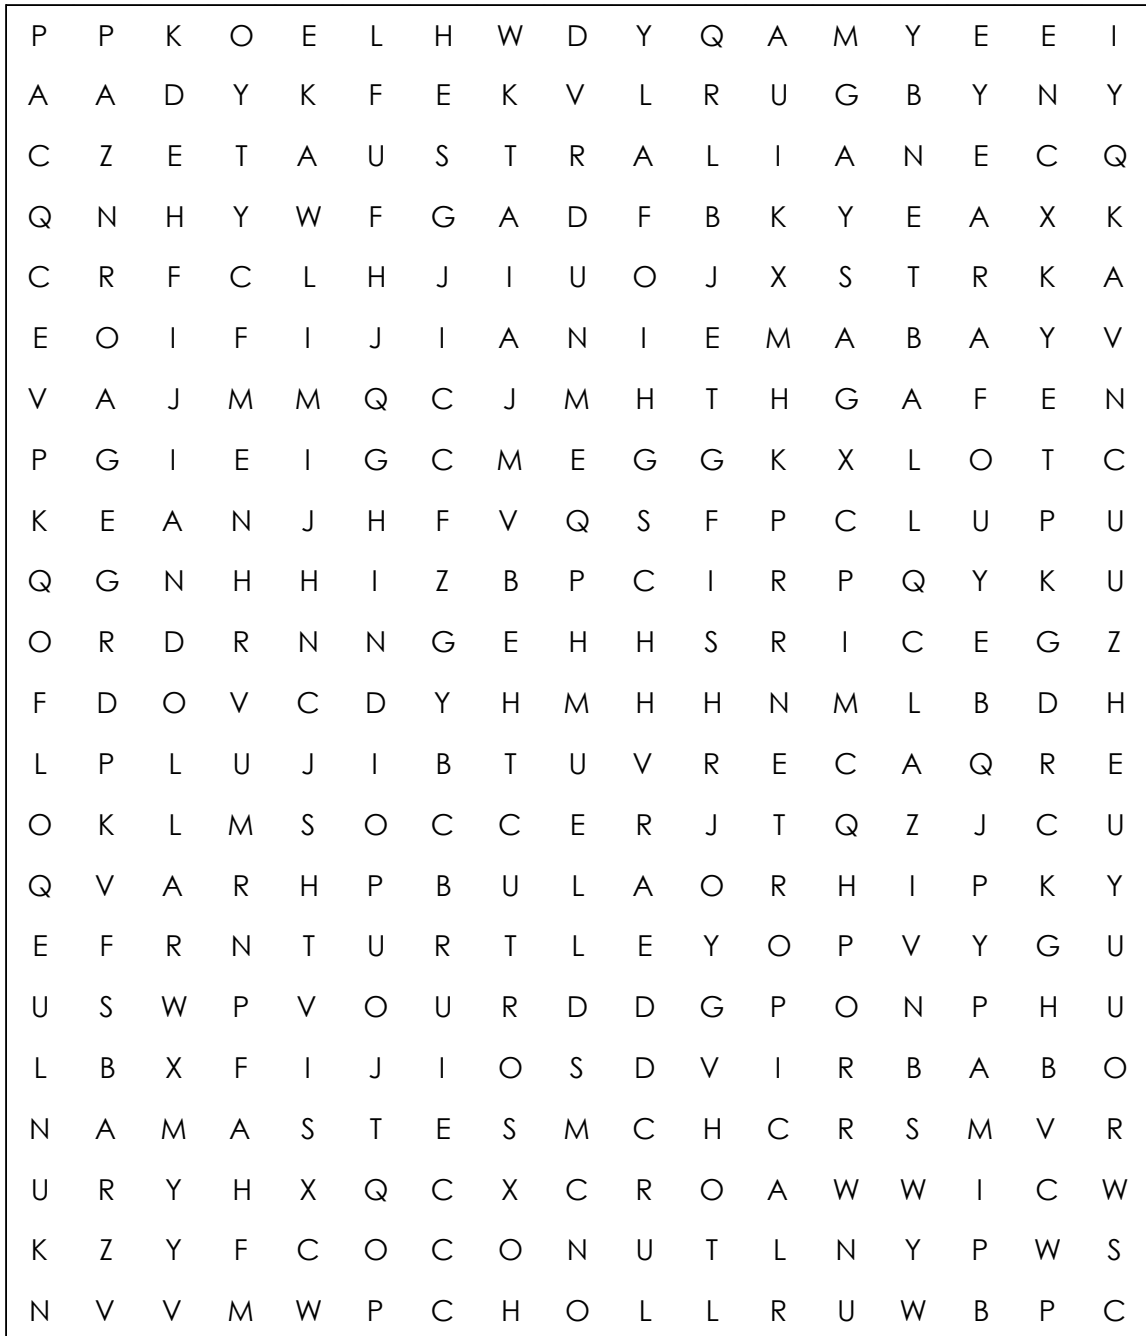 P P K O E L H W D Y Q A M Y E E I
A A D Y K F E K V L R U G B Y N Y
C Z E T A U S T R A L I A N E C Q
Q N H Y W F G A D F B K Y E A X K
C R F C L H J I U O J X S T R K A
E O I F I J I A N I E M A B A Y V
V A J M M Q C J M H T H G A F E N
P G I E I G C M E G G K X L O T C
K E A N J H F V Q S F P C L U P U
Q G N H H I Z B P C I R P Q Y K U
O R D R N N G E H H S R I C E G Z
F D O V C D Y H M H H N M L B D H
L P L U J I B T U V R E C A Q R E
O K L M S O C C E R J T Q Z J C U
Q V A R H P B U L A O R H I P K Y
E F R N T U R T L E Y O P V Y G U
U S W P V O U R D D G P O N P H U
L B X F I J I O S D V I R B A B O
N A M A S T E S M C H C R S M V R
U R Y H X Q C X C R O A W W I C W
K Z Y F C O C O N U T L N Y P W S
N V V M W P C H O L L R U W B P C